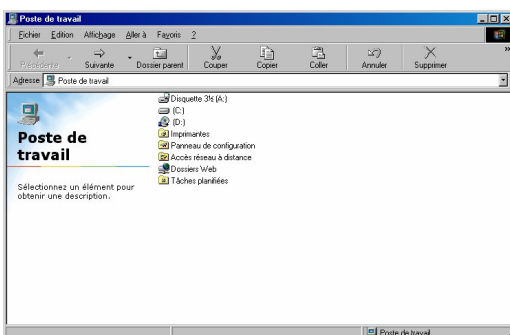 Poste de travail
Fichier Edition Affichage Aller à Favoris ?
Précédente Suivante Dossier parent Couper Copier Coller Annuler Supprimer »
Adresse Poste de travail
Disquette 3½ (A:)
(C:)
(D:)
Imprimantes
Panneau de configuration
Accès réseau à distance
Dossiers Web
Tâches planifiées
Poste de
travail
Sélectionnez un élément pour
obtenir une description.
Poste de travail